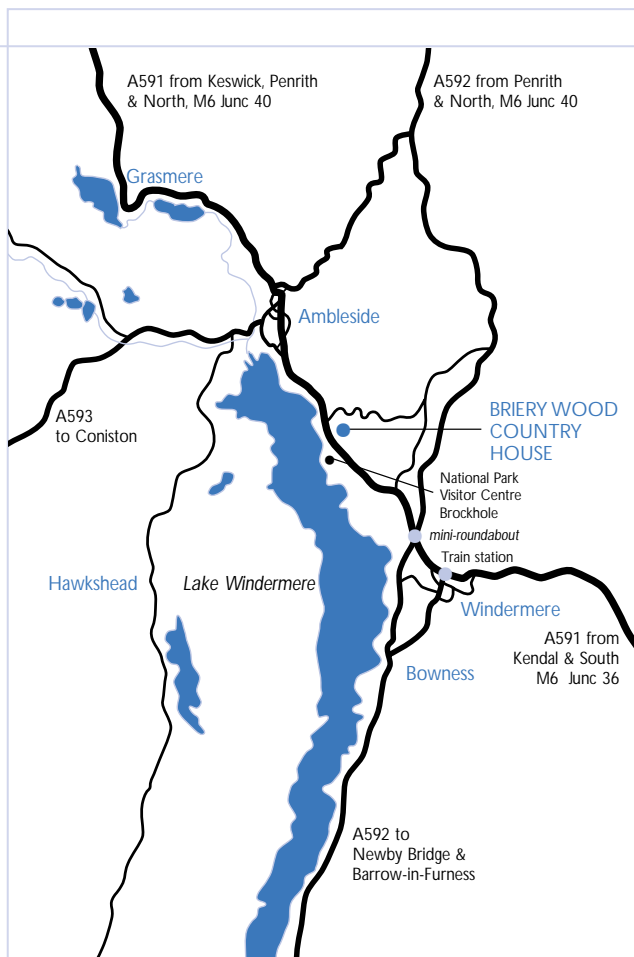 A591 from Keswick, Penrith
& North, M6 Junc 40
A592 from Penrith
& North, M6 Junc 40
Grasmere
Ambleside
A593
to Coniston
BRIERY WOOD
COUNTRY
HOUSE
National Park
Visitor Centre
Brockhole
mini-roundabout
Train station
Hawkshead
Lake Windermere
Windermere
A591 from
Kendal & South
M6 Junc 36
Bowness
A592 to
Newby Bridge &
Barrow-in-Furness